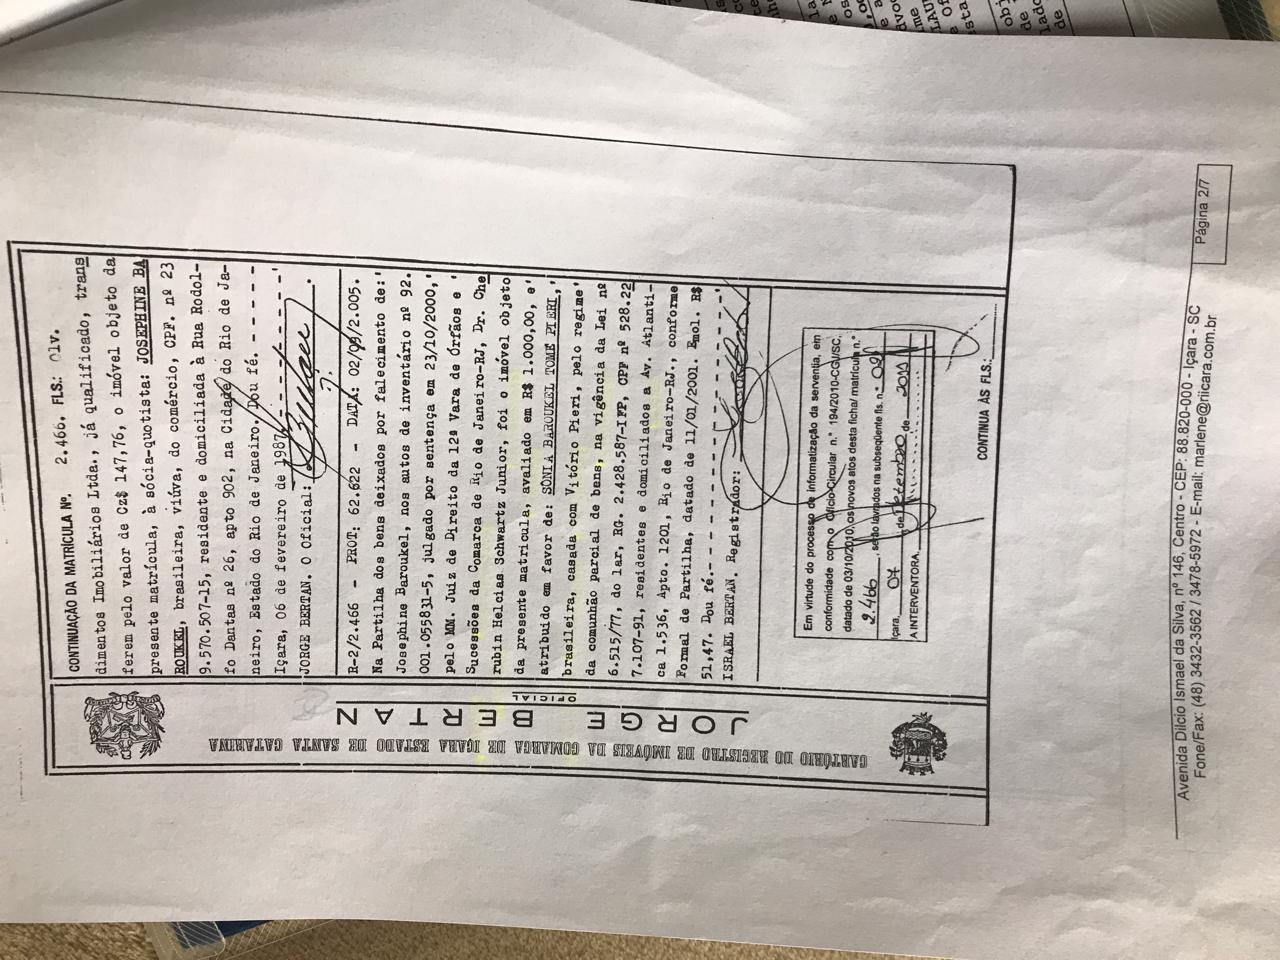 CONTINUAÇÃO DA MATRÍCULA Nº. 2.466. FLS.: 01v.
dimentos Imobiliários Ltda., já qualificado, trans
ferem pelo valor de Cz$ 147,76, o imóvel objeto da
presente matrícula, à sócia-quotista: JOSEPHINE BA
ROUKEL, brasileira, viúva, do comércio, CPF. nº 23
9.570.507-15, residente e domiciliada à Rua Rodol-
fo Dantas nº 26, apto 902, na Cidade do Rio de Ja-
neiro, Estado do Rio de Janeiro. Dou fé. - - - - -
Içara, 06 de fevereiro de 1987
JORGE BERTAN. O Oficial:
R-2/2.466 - PROT: 62.622 - DATA: 02/ /2.005.
Na Partilha dos bens deixados por falecimento de:'
Josephine Baroukel, nos autos de inventário nº 92.
001.055831-5, julgado por sentença em 23/10/2000,'
pelo MM. Juiz de Direito da 12ª Vara de Órfãos e '
Sucessões da Comarca de Rio de Janeiro-RJ, Dr. Che
rubin Helcias Schwartz Junior, foi o imóvel objeto
da presente matrícula, avaliado em R$ 1.000,00, e'
atribuido em favor de: SÔNIA BAROUKEL TOMÉ PIERI,'
brasileira, casada com Vitório Pieri, pelo regime'
da comunhão parcial de bens, na vigência da Lei nº
6.515/77, do lar, RG. 2.428.587-IFP, CPF nº 528.22
7.107-91, residentes e domiciliados a Av. Atlanti-
ca 1.536, Apto. 1201, Rio de Janeiro-RJ., conforme
Formal de Partilha, datado de 11/01/2001. Emol. R$
51,47. Dou fé.- - - - - - - - - - - - - - - - - -'
ISRAEL BERTAN. Registrador:
Em virtude do processo de informatização da serventia, em
conformidade com o Ofício-Circular n.º 194/2010-CGJ/SC,
datado de 03/10/2010, os novos atos desta ficha/ matrícula n.º
2.466, serão lavrados na subseqüente fls. n.º 02
Içara, 07 de Setembro de 2011
A INTERVENTORA
CONTINUA ÀS FLS.:
CARTÓRIO DO REGISTRO DE IMÓVEIS DA COMARCA DE IÇARA ESTADO DE SANTA CATARINA
JORGE BERTAN
OFICIAL
Avenida Dilcio Ismael da Silva, nº 146, Centro - CEP.: 88.820-000 - Içara - SC
Fone/Fax: (48) 3432-3562 / 3478-5972 - E-mail: marlene@riicara.com.br
Página 2/7